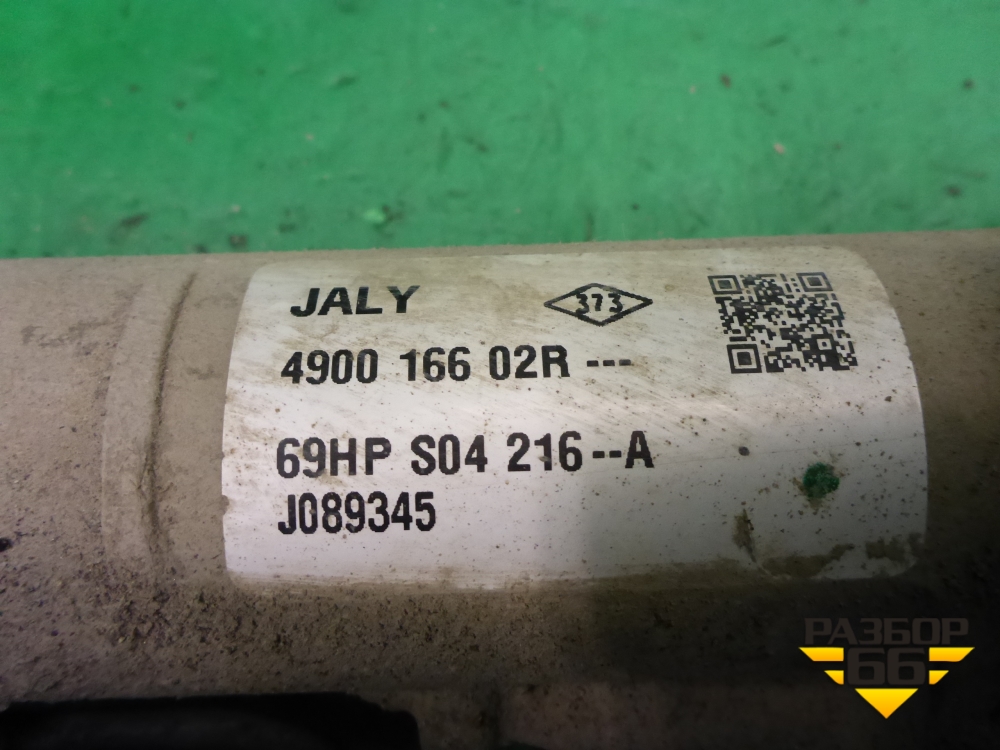 JALY
373
4900 166 02R ---
69HP S04 216--A
J089345
РАЗБОР
66